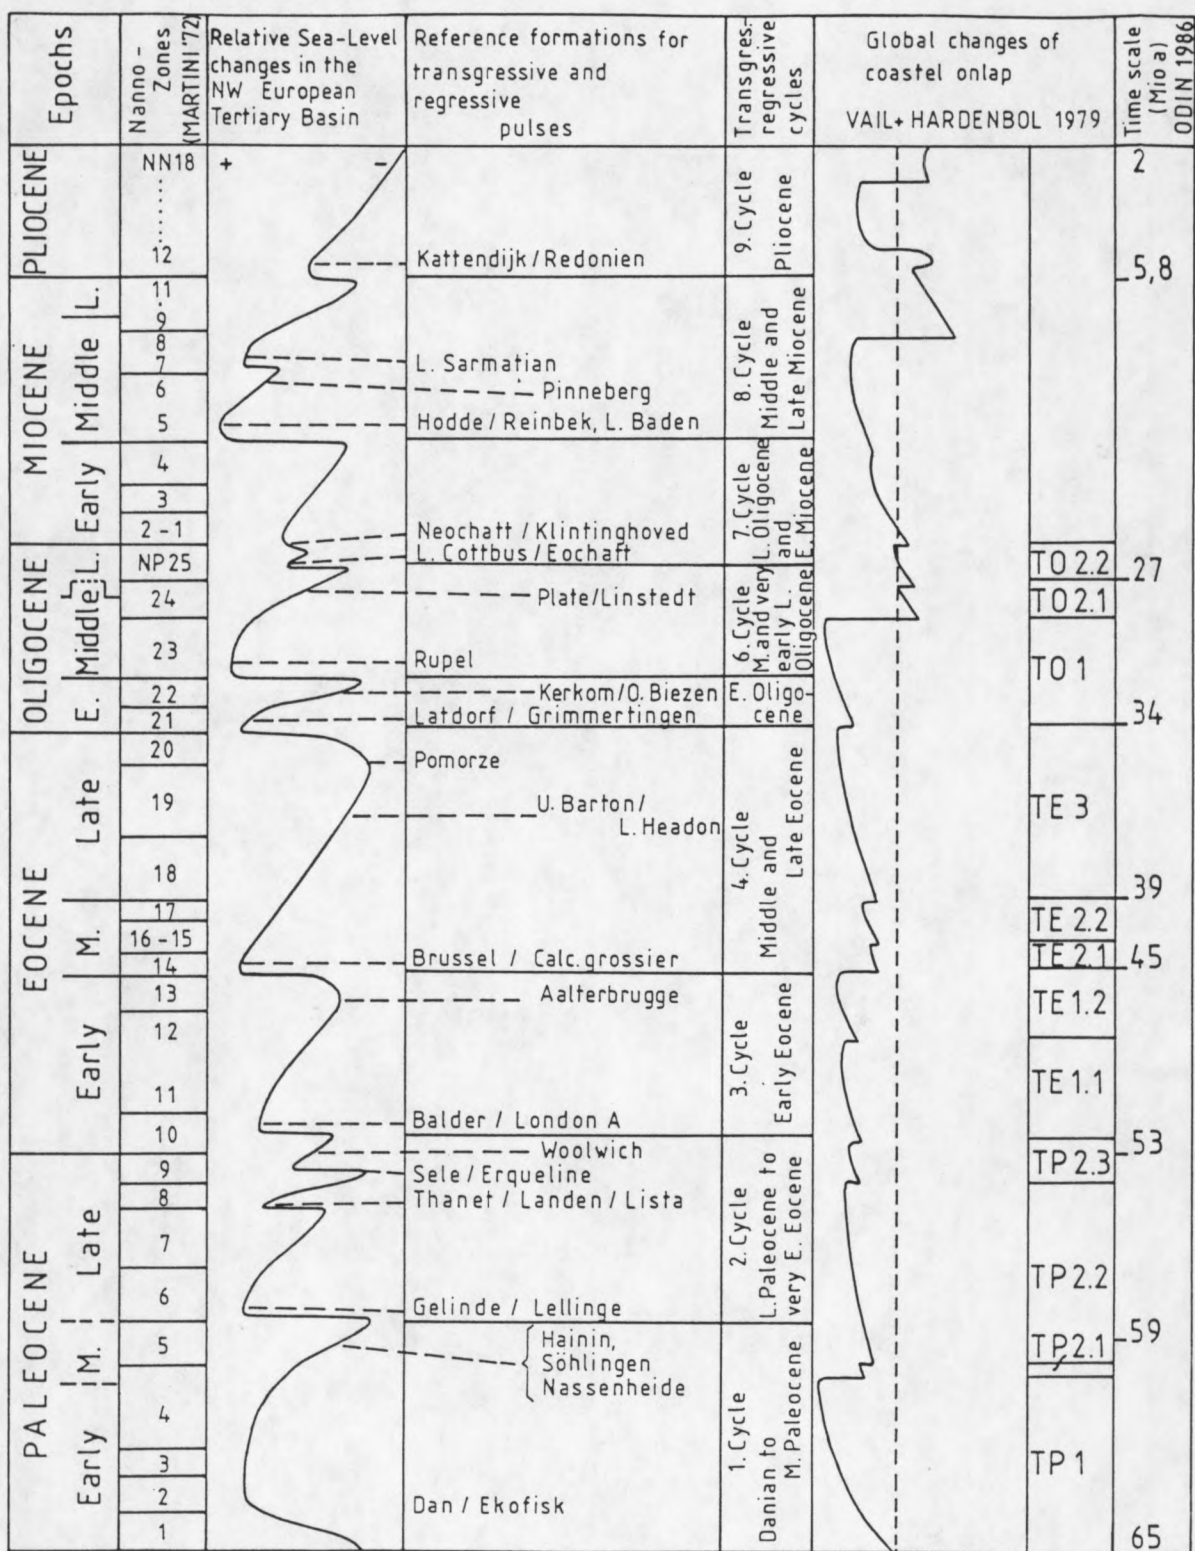 Epochs
Nanno-
Zones
(MARTINI '72)
Relative Sea-Level
changes in the
NW European
Tertiary Basin
Reference formations for
transgressive and
regressive
pulses
Transgres.-
regressive
cycles
Global changes of
coastel onlap
VAIL+ HARDENBOL 1979
Time scale
(Mio a)
ODIN 1986
PLIOCENE
MIOCENE
L.
Middle
Early
OLIGOCENE
L.
Middle
E.
EOCENE
Late
M.
Early
PALEOCENE
Late
M.
Early
NN18
12
11
9
8
7
6
5
4
3
2-1
NP25
24
23
22
21
20
19
18
17
16-15
14
13
12
11
10
9
8
7
6
5
4
3
2
1
+ -
Kattendijk/Redonien
L. Sarmatian
Pinneberg
Hodde/Reinbek, L. Baden
Neochatt/Klintinghoved
L. Cottbus/Eochaft
Plate/Linstedt
Rupel
Kerkom/O. Biezen
Latdorf / Grimmertingen
Pomorze
U. Barton/
L. Headon
Brussel / Calc. grossier
Aalterbrugge
Balder / London A
Woolwich
Sele/Erqueline
Thanet/Landen/Lista
Gelinde / Lellinge
Hainin,
Söhlingen
Nassenheide
Dan / Ekofisk
9. Cycle
Pliocene
8. Cycle
Middle and
Late Miocene
7. Cycle
L. Oligocene
and
E. Miocene
6. Cycle
M. and very
early L.
Oligocene
E. Oligo-
cene
4. Cycle
Middle and
Late Eocene
3. Cycle
Early Eocene
2. Cycle
L. Paleocene to
very E. Eocene
1. Cycle
Danian to
M. Paleocene
TO 2.2
TO 2.1
TO 1
TE 3
TE 2.2
TE 2.1
TE 1.2
TE 1.1
TP 2.3
TP 2.2
TP 2.1
TP 1
2
5,8
27
34
39
45
53
59
65